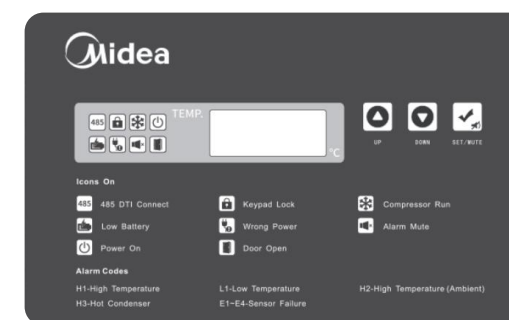 Midea
485
TEMP.
°C
UP DOWN SET/MUTE
Icons On
485 485 DTI Connect Keypad Lock Compressor Run
Low Battery Wrong Power Alarm Mute
Power On Door Open
Alarm Codes
H1-High Temperature L1-Low Temperature H2-High Temperature (Ambient)
H3-Hot Condenser E1~E4-Sensor Failure